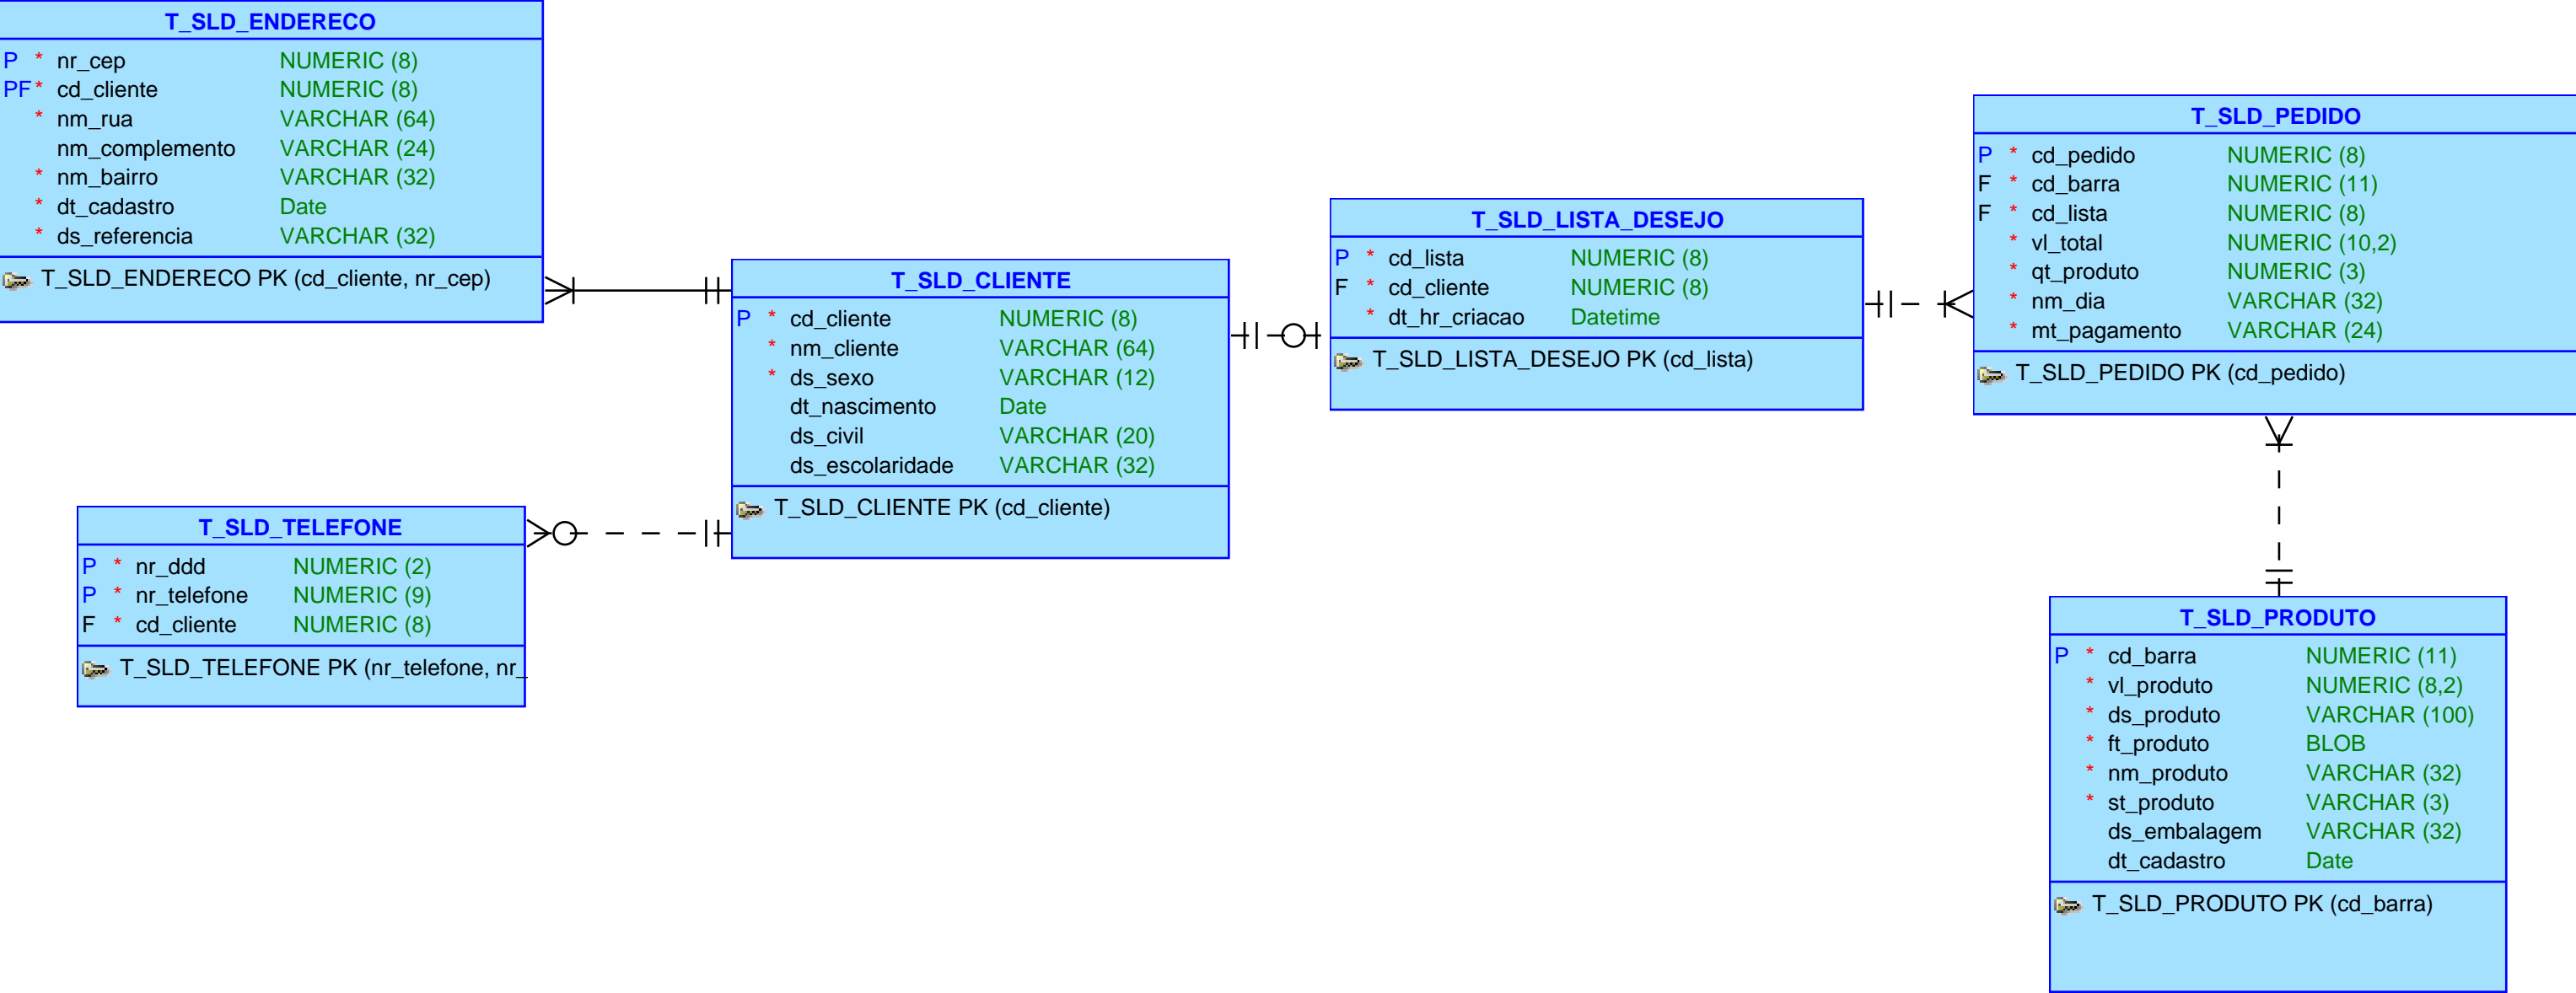 T_SLD_ENDERECO
P * nr_cep NUMERIC (8)
PF * cd_cliente NUMERIC (8)
* nm_rua VARCHAR (64)
nm_complemento VARCHAR (24)
* nm_bairro VARCHAR (32)
* dt_cadastro Date
* ds_referencia VARCHAR (32)
T_SLD_ENDERECO PK (cd_cliente, nr_cep)
T_SLD_TELEFONE
P * nr_ddd NUMERIC (2)
P * nr_telefone NUMERIC (9)
F * cd_cliente NUMERIC (8)
T_SLD_TELEFONE PK (nr_telefone, nr_
T_SLD_CLIENTE
P * cd_cliente NUMERIC (8)
* nm_cliente VARCHAR (64)
* ds_sexo VARCHAR (12)
dt_nascimento Date
ds_civil VARCHAR (20)
ds_escolaridade VARCHAR (32)
T_SLD_CLIENTE PK (cd_cliente)
T_SLD_LISTA_DESEJO
P * cd_lista NUMERIC (8)
F * cd_cliente NUMERIC (8)
* dt_hr_criacao Datetime
T_SLD_LISTA_DESEJO PK (cd_lista)
T_SLD_PEDIDO
P * cd_pedido NUMERIC (8)
F * cd_barra NUMERIC (11)
F * cd_lista NUMERIC (8)
* vl_total NUMERIC (10,2)
* qt_produto NUMERIC (3)
* nm_dia VARCHAR (32)
* mt_pagamento VARCHAR (24)
T_SLD_PEDIDO PK (cd_pedido)
T_SLD_PRODUTO
P * cd_barra NUMERIC (11)
* vl_produto NUMERIC (8,2)
* ds_produto VARCHAR (100)
* ft_produto BLOB
* nm_produto VARCHAR (32)
* st_produto VARCHAR (3)
ds_embalagem VARCHAR (32)
dt_cadastro Date
T_SLD_PRODUTO PK (cd_barra)